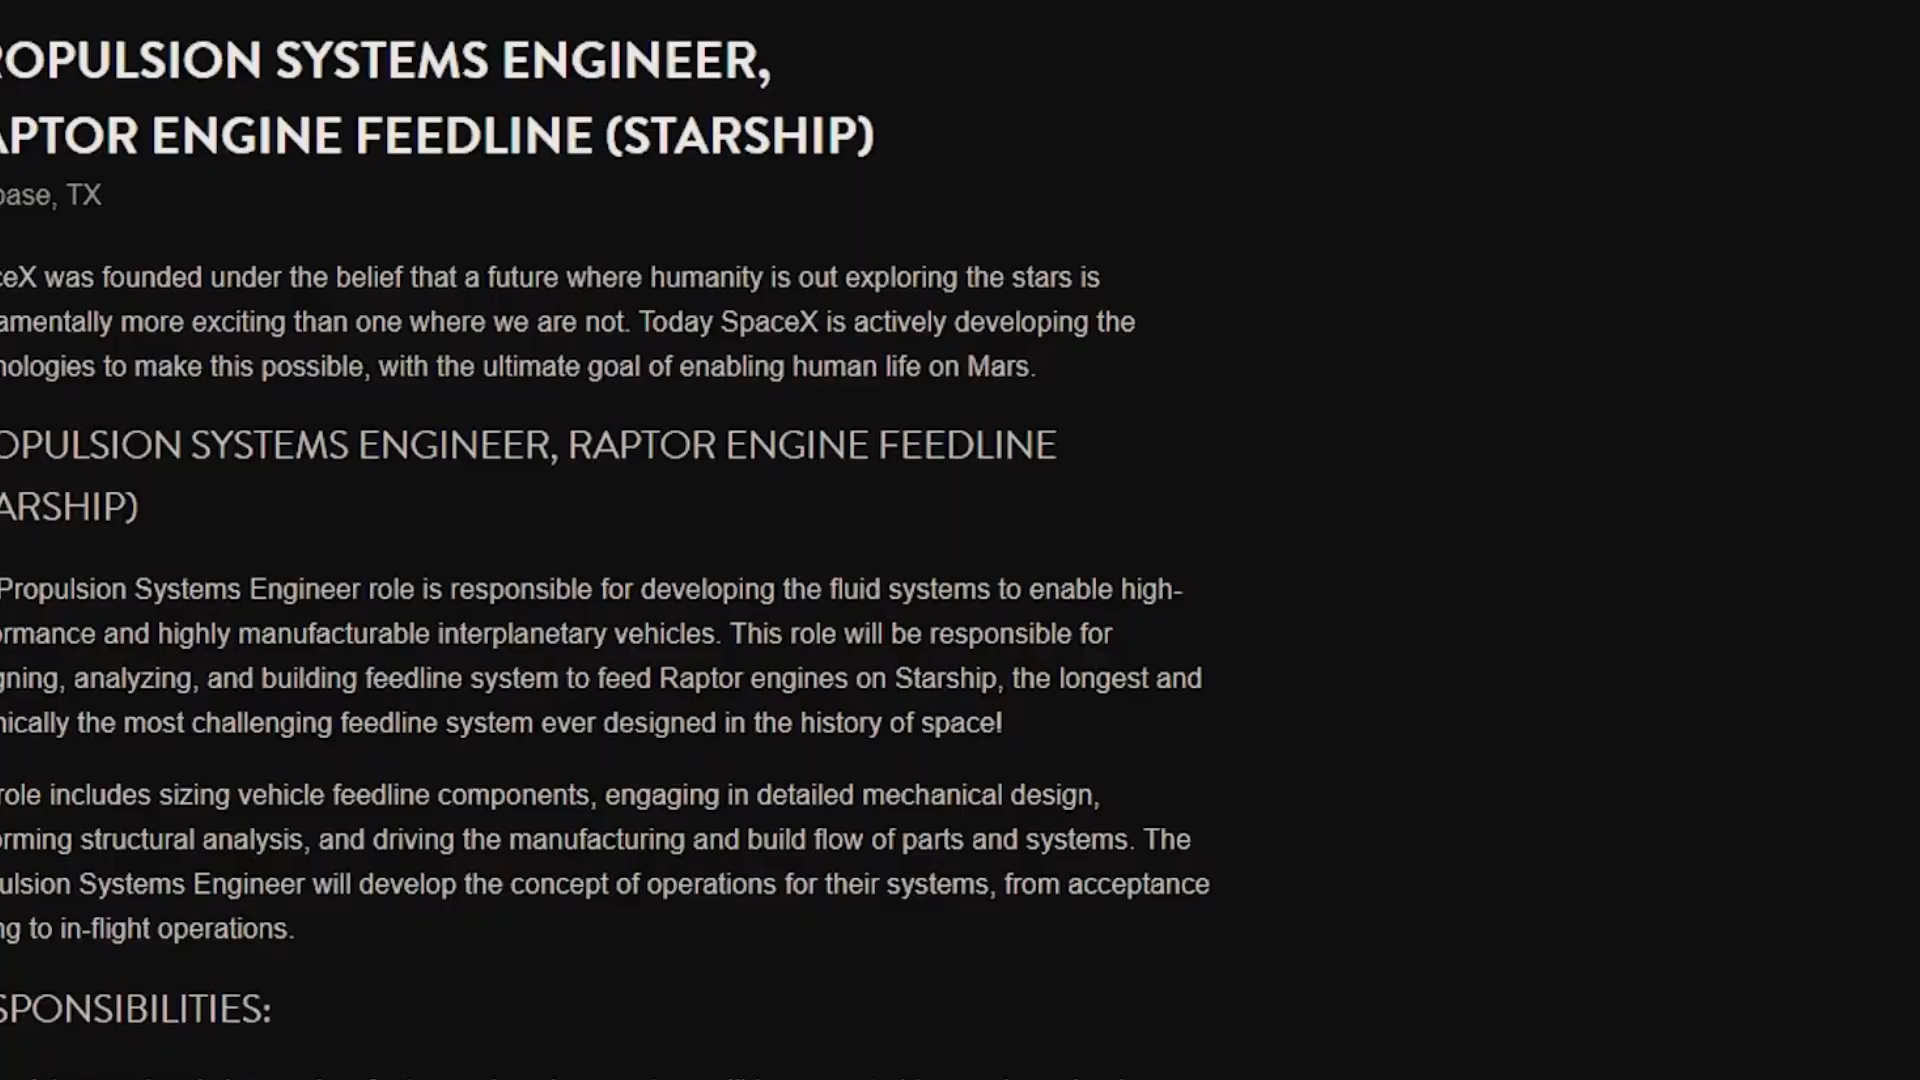 ROPULSION SYSTEMS ENGINEER,
APTOR ENGINE FEEDLINE (STARSHIP)
base, TX
ceX was founded under the belief that a future where humanity is out exploring the stars is
amentally more exciting than one where we are not. Today SpaceX is actively developing the
nologies to make this possible, with the ultimate goal of enabling human life on Mars.
OPULSION SYSTEMS ENGINEER, RAPTOR ENGINE FEEDLINE
ARSHIP)
Propulsion Systems Engineer role is responsible for developing the fluid systems to enable high-
ormance and highly manufacturable interplanetary vehicles. This role will be responsible for
gning, analyzing, and building feedline system to feed Raptor engines on Starship, the longest and
nically the most challenging feedline system ever designed in the history of space!
role includes sizing vehicle feedline components, engaging in detailed mechanical design,
orming structural analysis, and driving the manufacturing and build flow of parts and systems. The
ulsion Systems Engineer will develop the concept of operations for their systems, from acceptance
ng to in-flight operations.
SPONSIBILITIES: